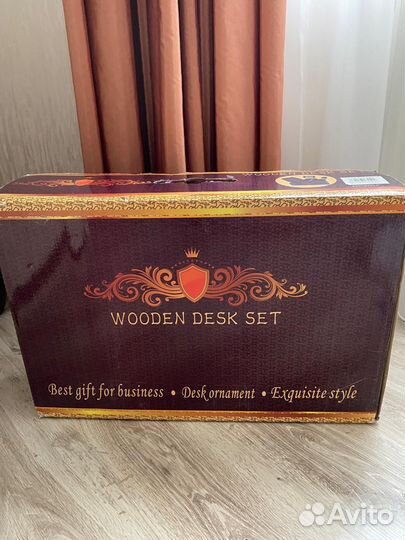 WOODEN DESK SET
Best gift for business • Desk ornament • Exquisite style
Avito